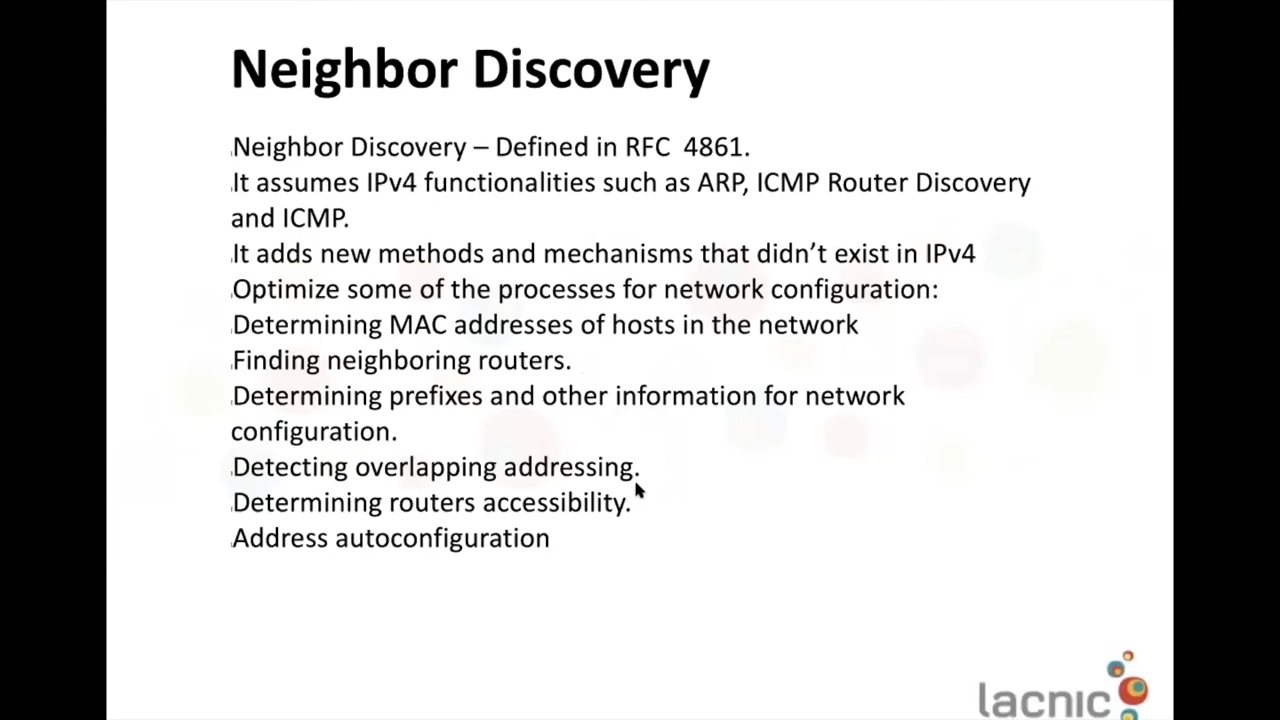 Neighbor Discovery
Neighbor Discovery – Defined in RFC 4861.
It assumes IPv4 functionalities such as ARP, ICMP Router Discovery
and ICMP.
It adds new methods and mechanisms that didn’t exist in IPv4
Optimize some of the processes for network configuration:
Determining MAC addresses of hosts in the network
Finding neighboring routers.
Determining prefixes and other information for network
configuration.
Detecting overlapping addressing.
Determining routers accessibility.
Address autoconfiguration
lacnic